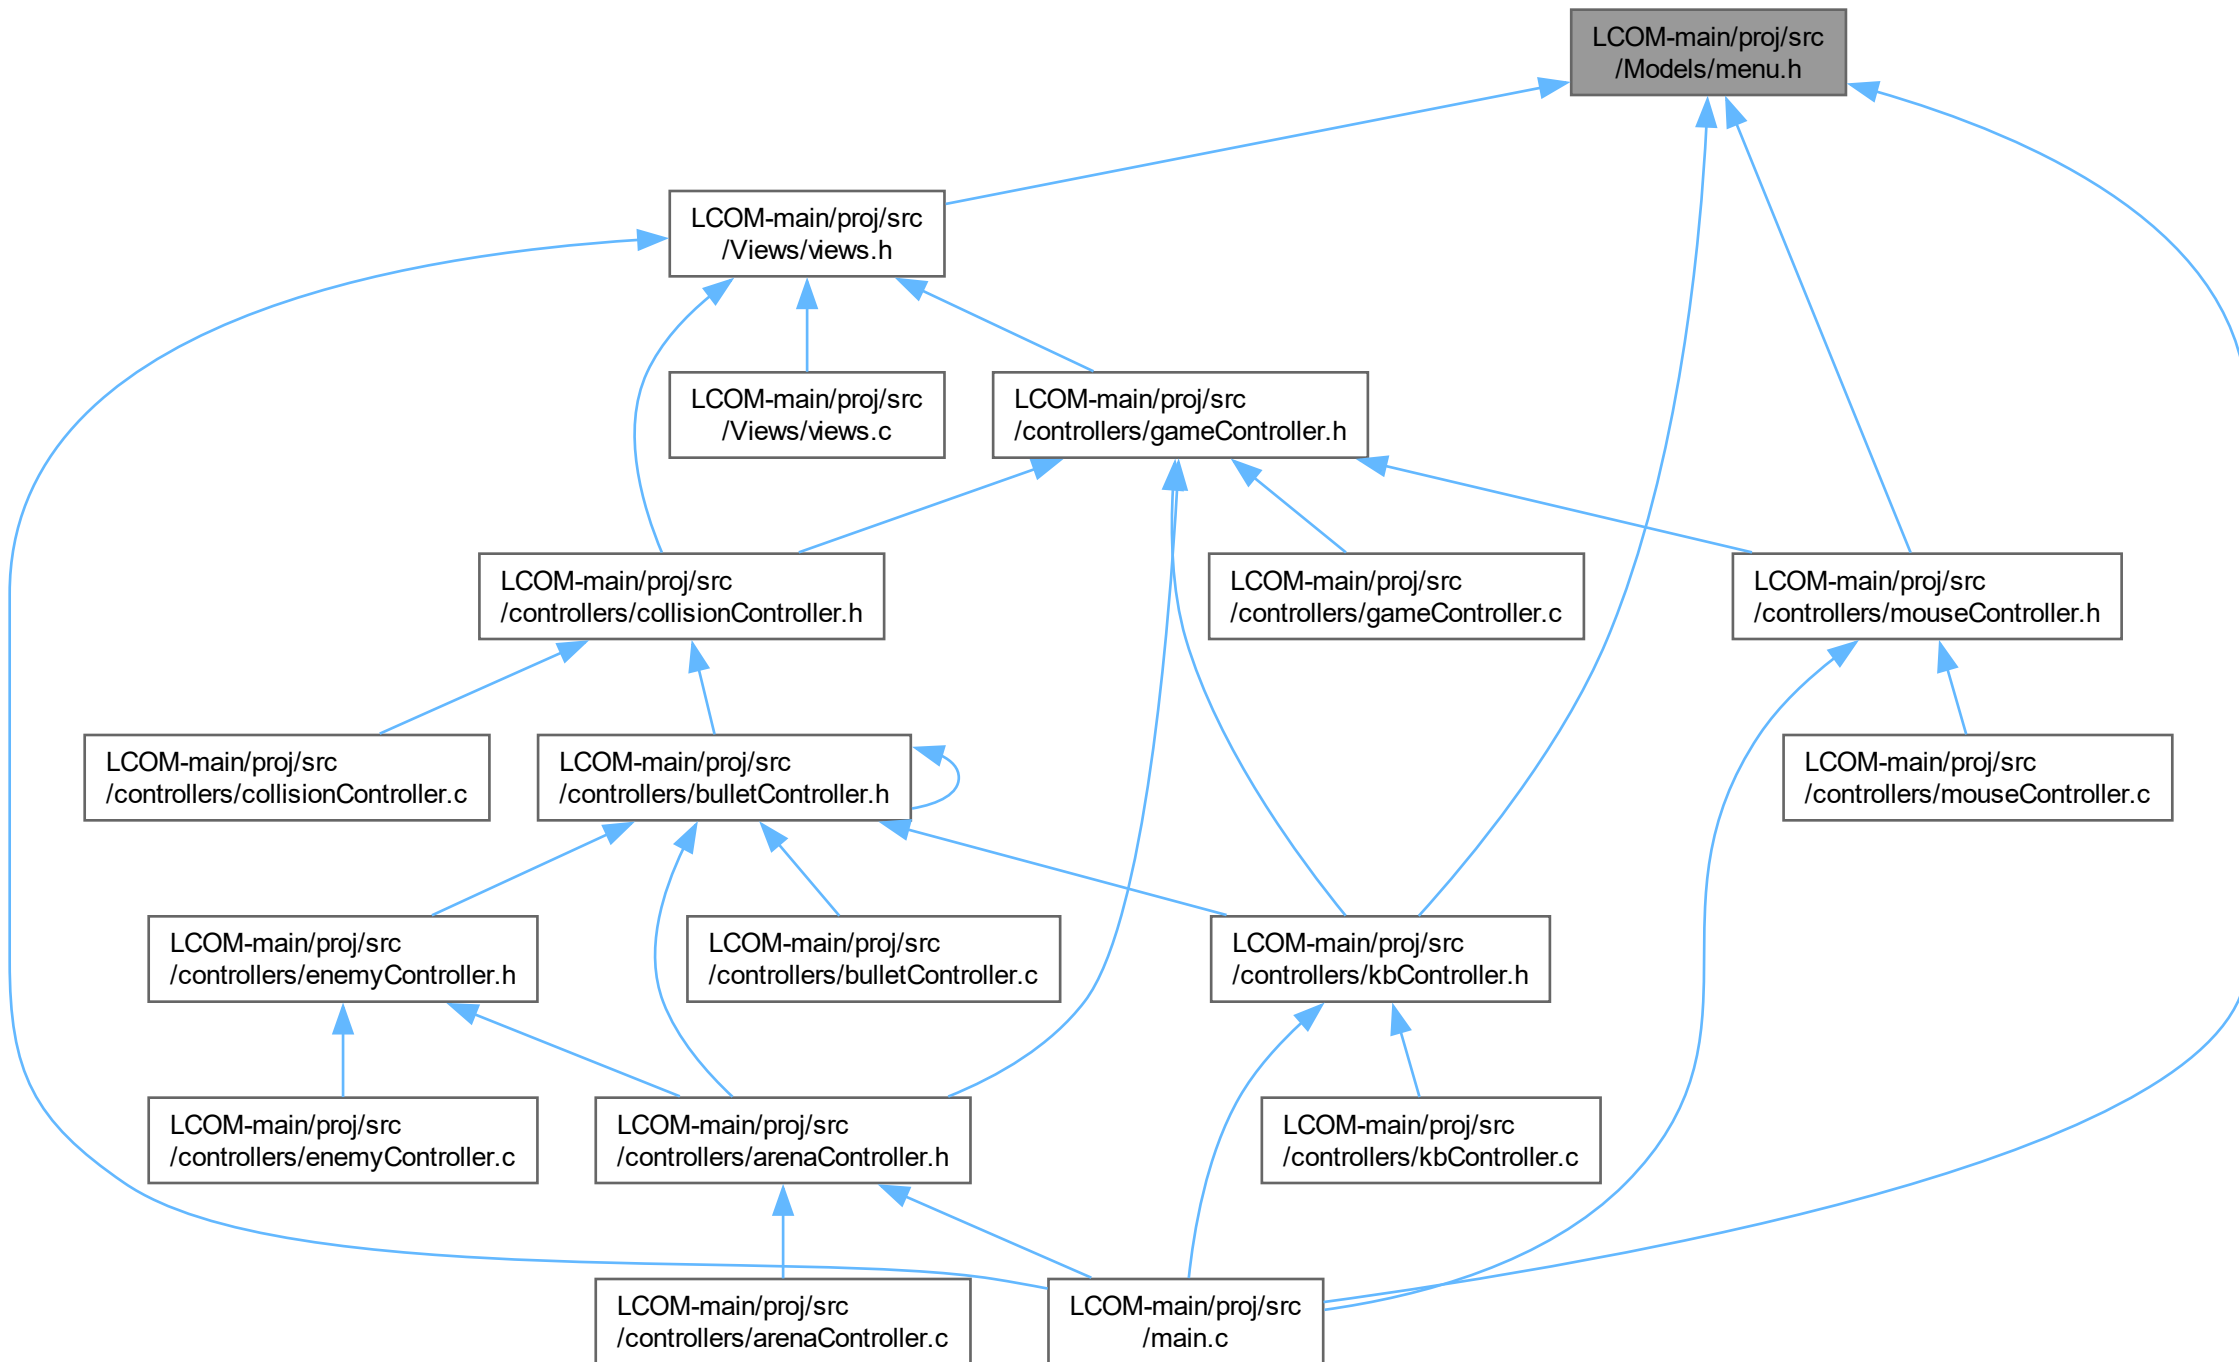 LCOM-main/proj/src
/Models/menu.h
LCOM-main/proj/src
/Views/views.h
LCOM-main/proj/src
/Views/views.c
LCOM-main/proj/src
/controllers/gameController.h
LCOM-main/proj/src
/controllers/collisionController.h
LCOM-main/proj/src
/controllers/gameController.c
LCOM-main/proj/src
/controllers/mouseController.h
LCOM-main/proj/src
/controllers/collisionController.c
LCOM-main/proj/src
/controllers/bulletController.h
LCOM-main/proj/src
/controllers/mouseController.c
LCOM-main/proj/src
/controllers/enemyController.h
LCOM-main/proj/src
/controllers/bulletController.c
LCOM-main/proj/src
/controllers/kbController.h
LCOM-main/proj/src
/controllers/enemyController.c
LCOM-main/proj/src
/controllers/arenaController.h
LCOM-main/proj/src
/controllers/kbController.c
LCOM-main/proj/src
/controllers/arenaController.c
LCOM-main/proj/src
/main.c